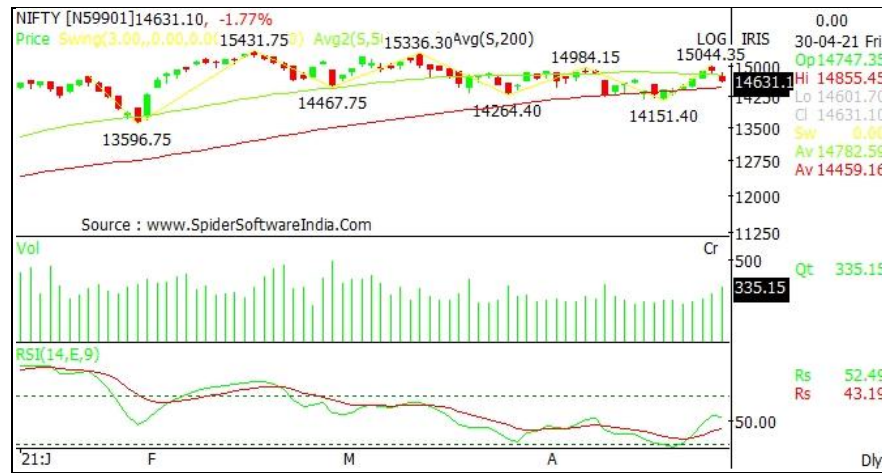 NIFTY [N59901]14631.10, -1.77%
Price Swing(3.00,,0.00,0.0 0) Avg2(S,5 Avg(S,200) LOG IRIS
0.00
30-04-21 Fri
Op 14747.35
Hi 14855.45
Lo 14601.70
Cl 14631.10
Sw 0.00
Av 14782.59
Av 14459.16
15431.75
15336.30
14984.15
15044.35
14467.75
14264.40
14151.40
13596.75
15000
14631.1
14250
13500
12750
12000
11250
Source : www.SpiderSoftwareIndia.Com
Vol Cr
500
335.15
Qt 335.15
RSI(14,E,9)
Rs 52.49
Rs 43.19
50.00
21:J F M A Dly